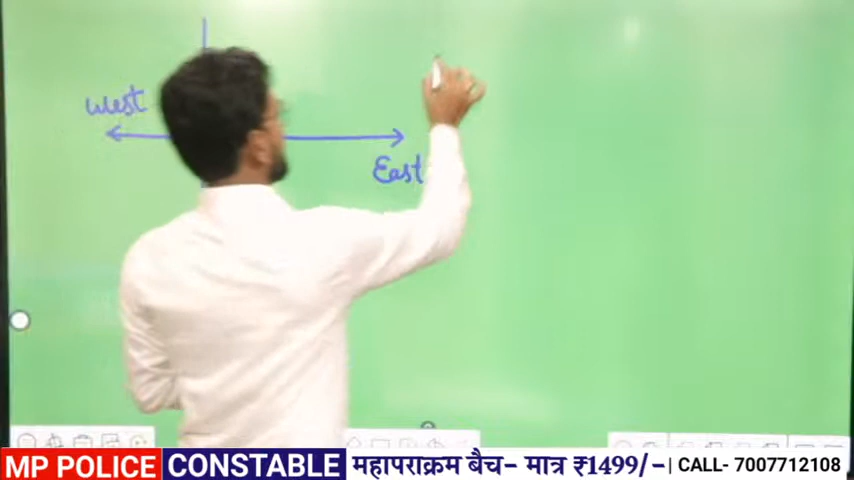 west
East
MP POLICE CONSTABLE महापराक्रम बैच- मात्र ₹1499/- | CALL- 7007712108